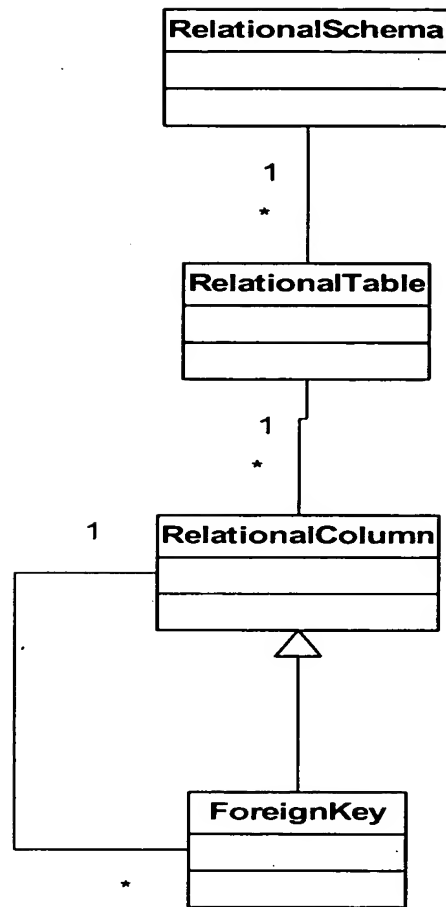 RelationalSchema
1
*
RelationalTable
1
*
1
RelationalColumn
ForeignKey
*